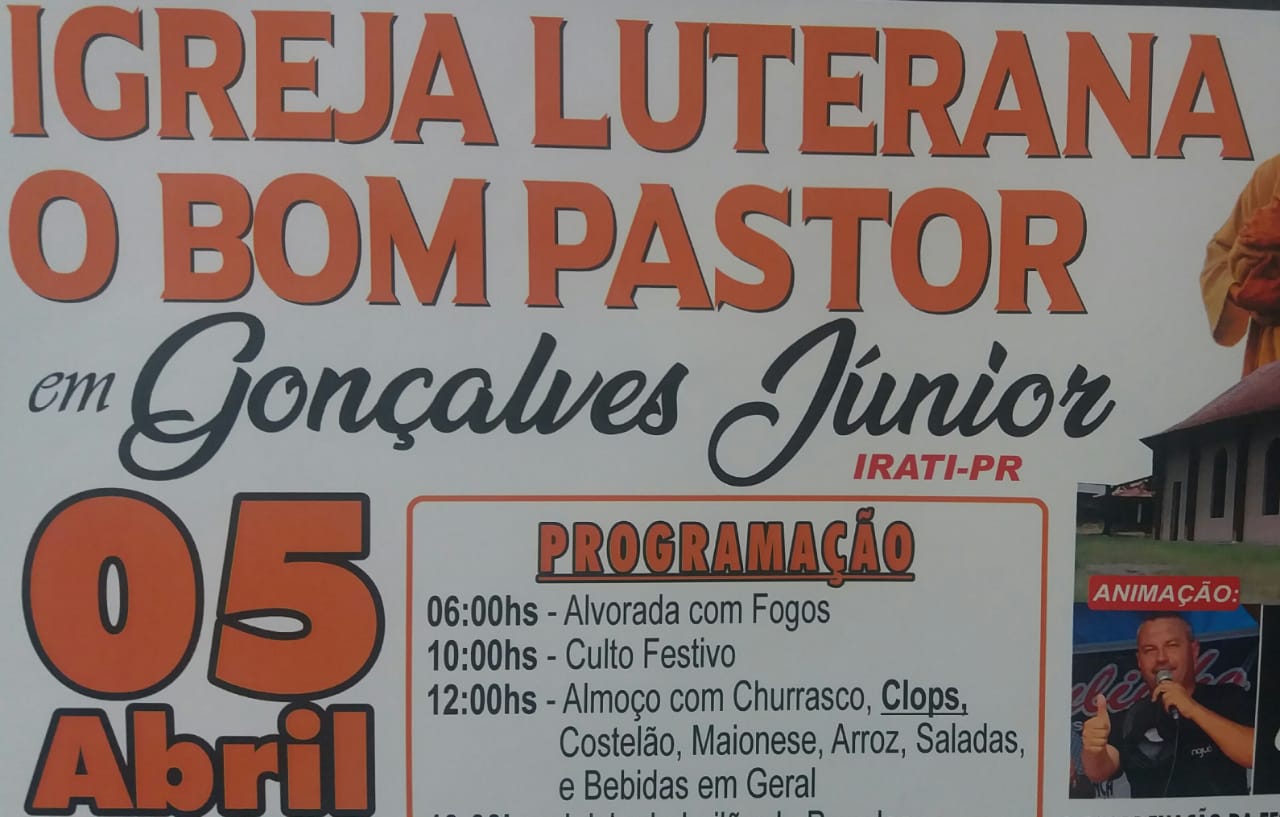 IGREJA LUTERANA
O BOM PASTOR
em Gonçalves Júnior
IRATI-PR
05
Abril
PROGRAMAÇÃO
06:00hs - Alvorada com Fogos
10:00hs - Culto Festivo
12:00hs - Almoço com Churrasco, Clops,
Costelão, Maionese, Arroz, Saladas,
e Bebidas em Geral
ANIMAÇÃO: